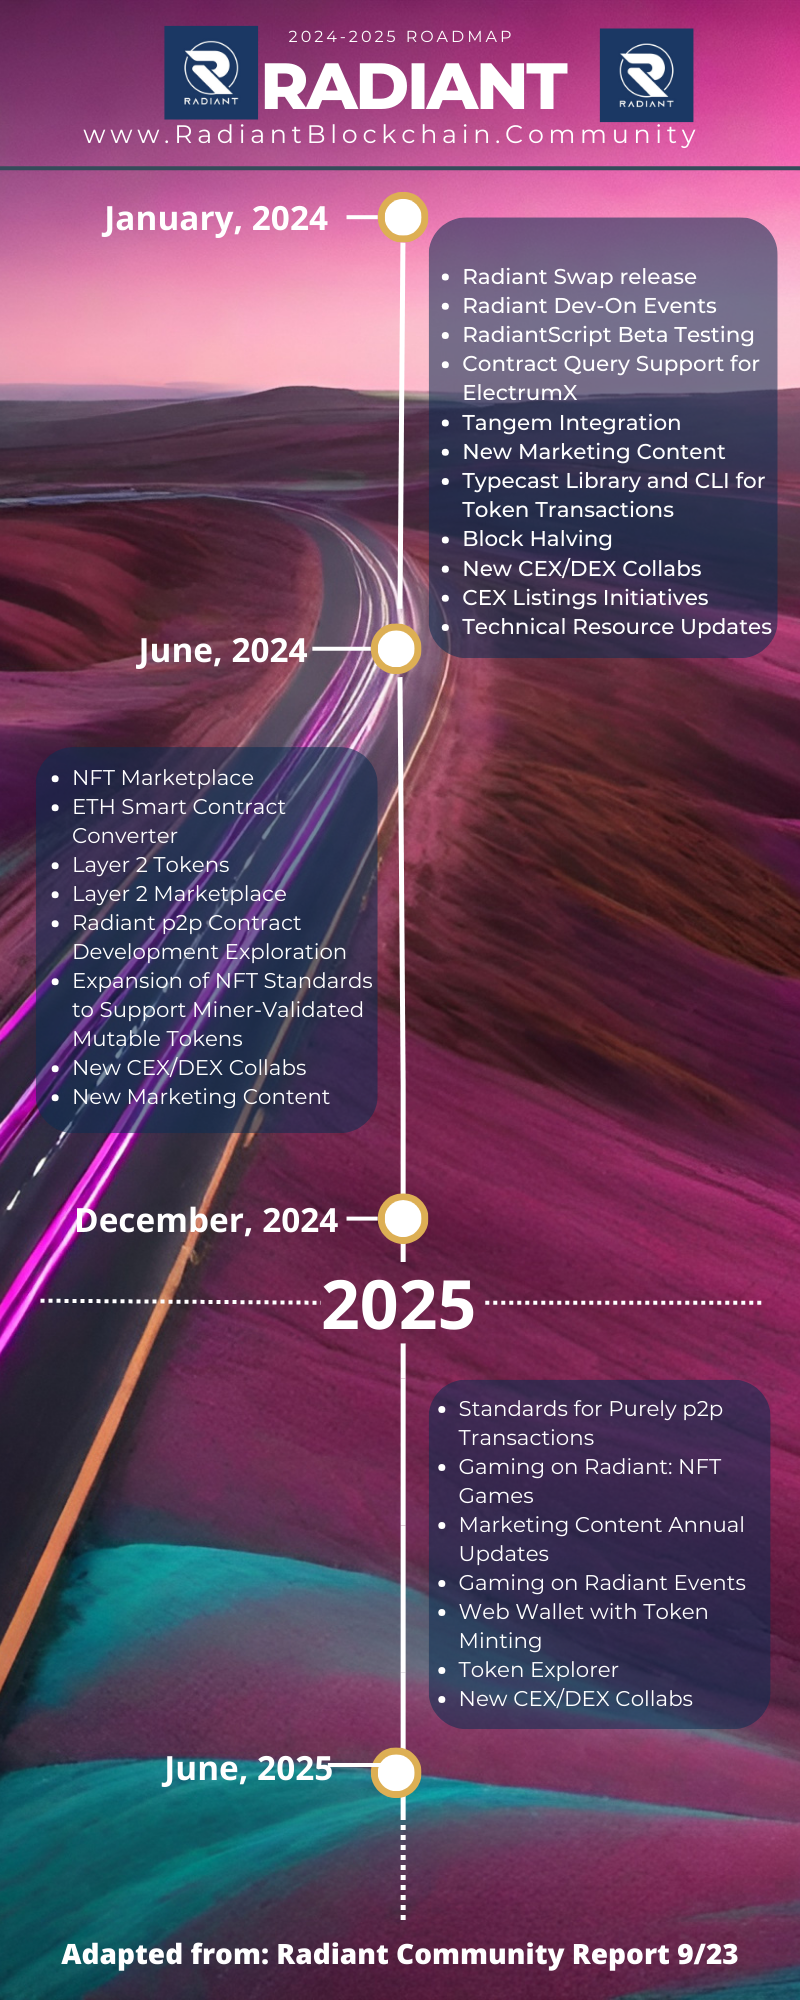 2024-2025 ROADMAP
RADIANT
RADIANT
RADIANT
www.RadiantBlockchain.Community
January, 2024
• Radiant Swap release
• Radiant Dev-On Events
• RadiantScript Beta Testing
• Contract Query Support for
ElectrumX
• Tangem Integration
• New Marketing Content
• Typecast Library and CLI for
Token Transactions
• Block Halving
• New CEX/DEX Collabs
• CEX Listings Initiatives
• Technical Resource Updates
June, 2024
• NFT Marketplace
• ETH Smart Contract
Converter
• Layer 2 Tokens
• Layer 2 Marketplace
• Radiant p2p Contract
Development Exploration
• Expansion of NFT Standards
to Support Miner-Validated
Mutable Tokens
• New CEX/DEX Collabs
• New Marketing Content
December, 2024
2025
• Standards for Purely p2p
Transactions
• Gaming on Radiant: NFT
Games
• Marketing Content Annual
Updates
• Gaming on Radiant Events
• Web Wallet with Token
Minting
• Token Explorer
• New CEX/DEX Collabs
June, 2025
Adapted from: Radiant Community Report 9/23